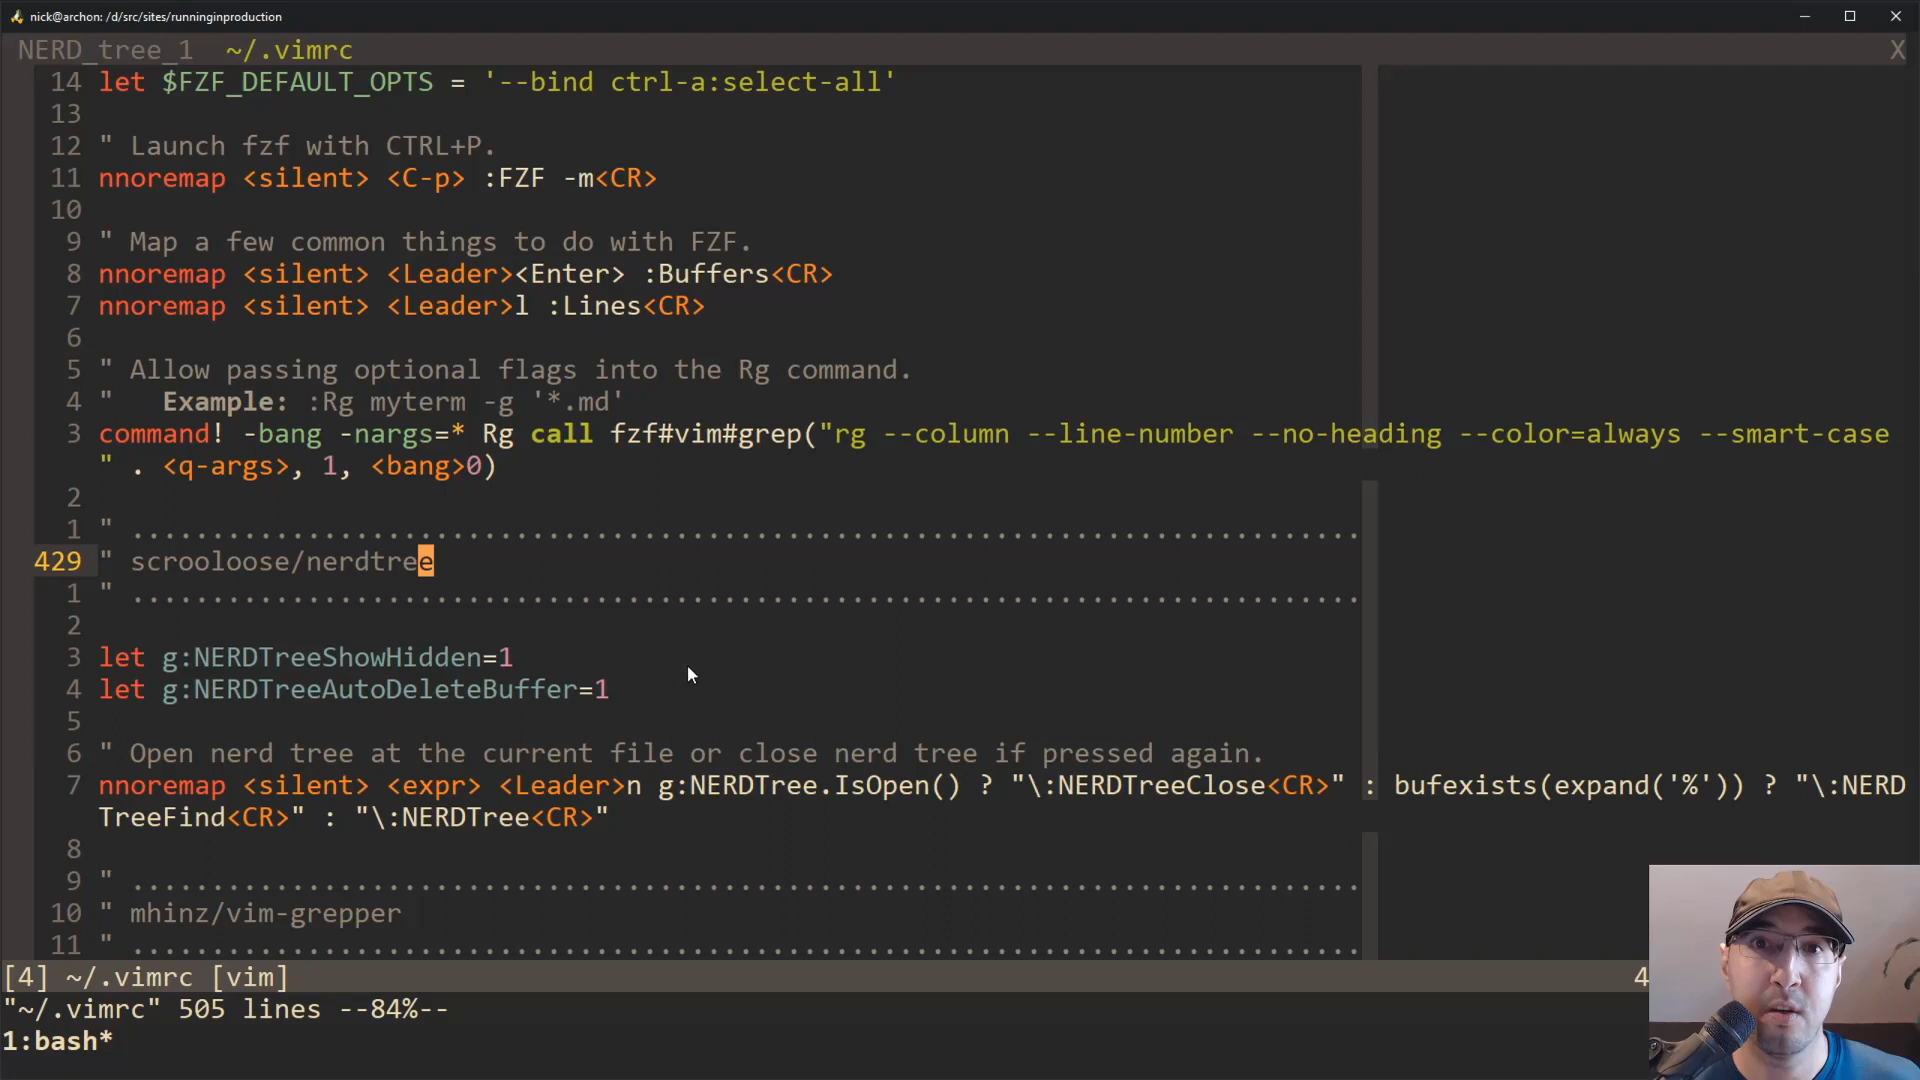 nick@archon: /d/src/sites/runninginproduction
NERD_tree_1 ~/.vimrc X
14 let $FZF_DEFAULT_OPTS = '--bind ctrl-a:select-all'
13
12 " Launch fzf with CTRL+P.
11 nnoremap <silent> <C-p> :FZF -m<CR>
10
9 " Map a few common things to do with FZF.
8 nnoremap <silent> <Leader><Enter> :Buffers<CR>
7 nnoremap <silent> <Leader>l :Lines<CR>
6
5 " Allow passing optional flags into the Rg command.
4 "   Example: :Rg myterm -g '*.md'
3 command! -bang -nargs=* Rg call fzf#vim#grep("rg --column --line-number --no-heading --color=always --smart-case
" . <q-args>, 1, <bang>0)
2
1 " .............................................................................
429 " scrooloose/nerdtree
1 " .............................................................................
2
3 let g:NERDTreeShowHidden=1
4 let g:NERDTreeAutoDeleteBuffer=1
5
6 " Open nerd tree at the current file or close nerd tree if pressed again.
7 nnoremap <silent> <expr> <Leader>n g:NERDTree.IsOpen() ? "\:NERDTreeClose<CR>" : bufexists(expand('%')) ? "\:NERD
TreeFind<CR>" : "\:NERDTree<CR>"
8
9 " .............................................................................
10 " mhinz/vim-grepper
11 " .............................................................................
[4] ~/.vimrc [vim] 4
"~/.vimrc" 505 lines --84%--
1:bash*